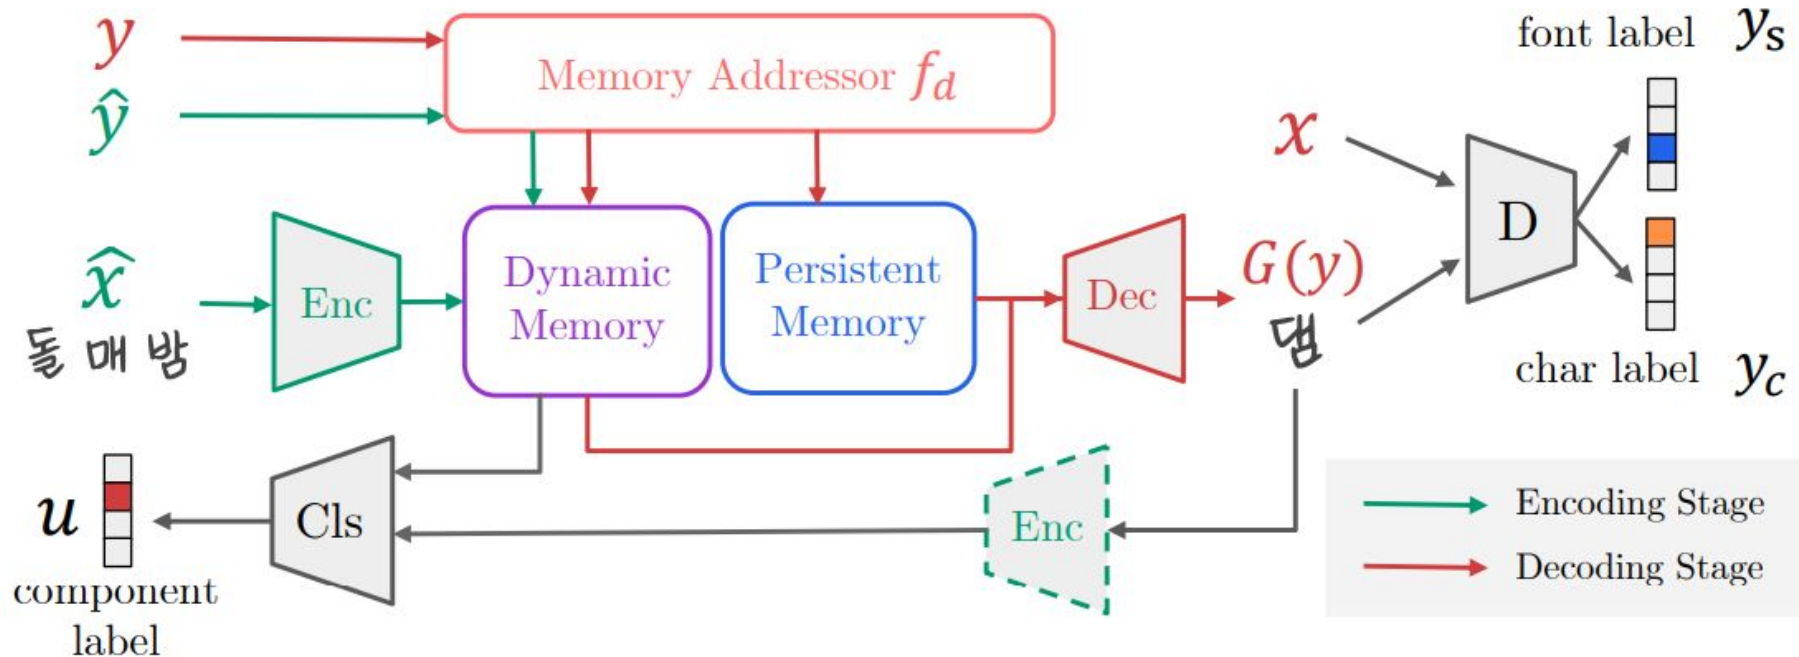 y
Memory Addressor f_d
font label y_s
ŷ
x
D
x̂
돌 매 밤
Enc
Dynamic
Memory
Persistent
Memory
Dec
G(y)
댐
char label y_c
u
Cls
Enc
component
label
Encoding Stage
Decoding Stage